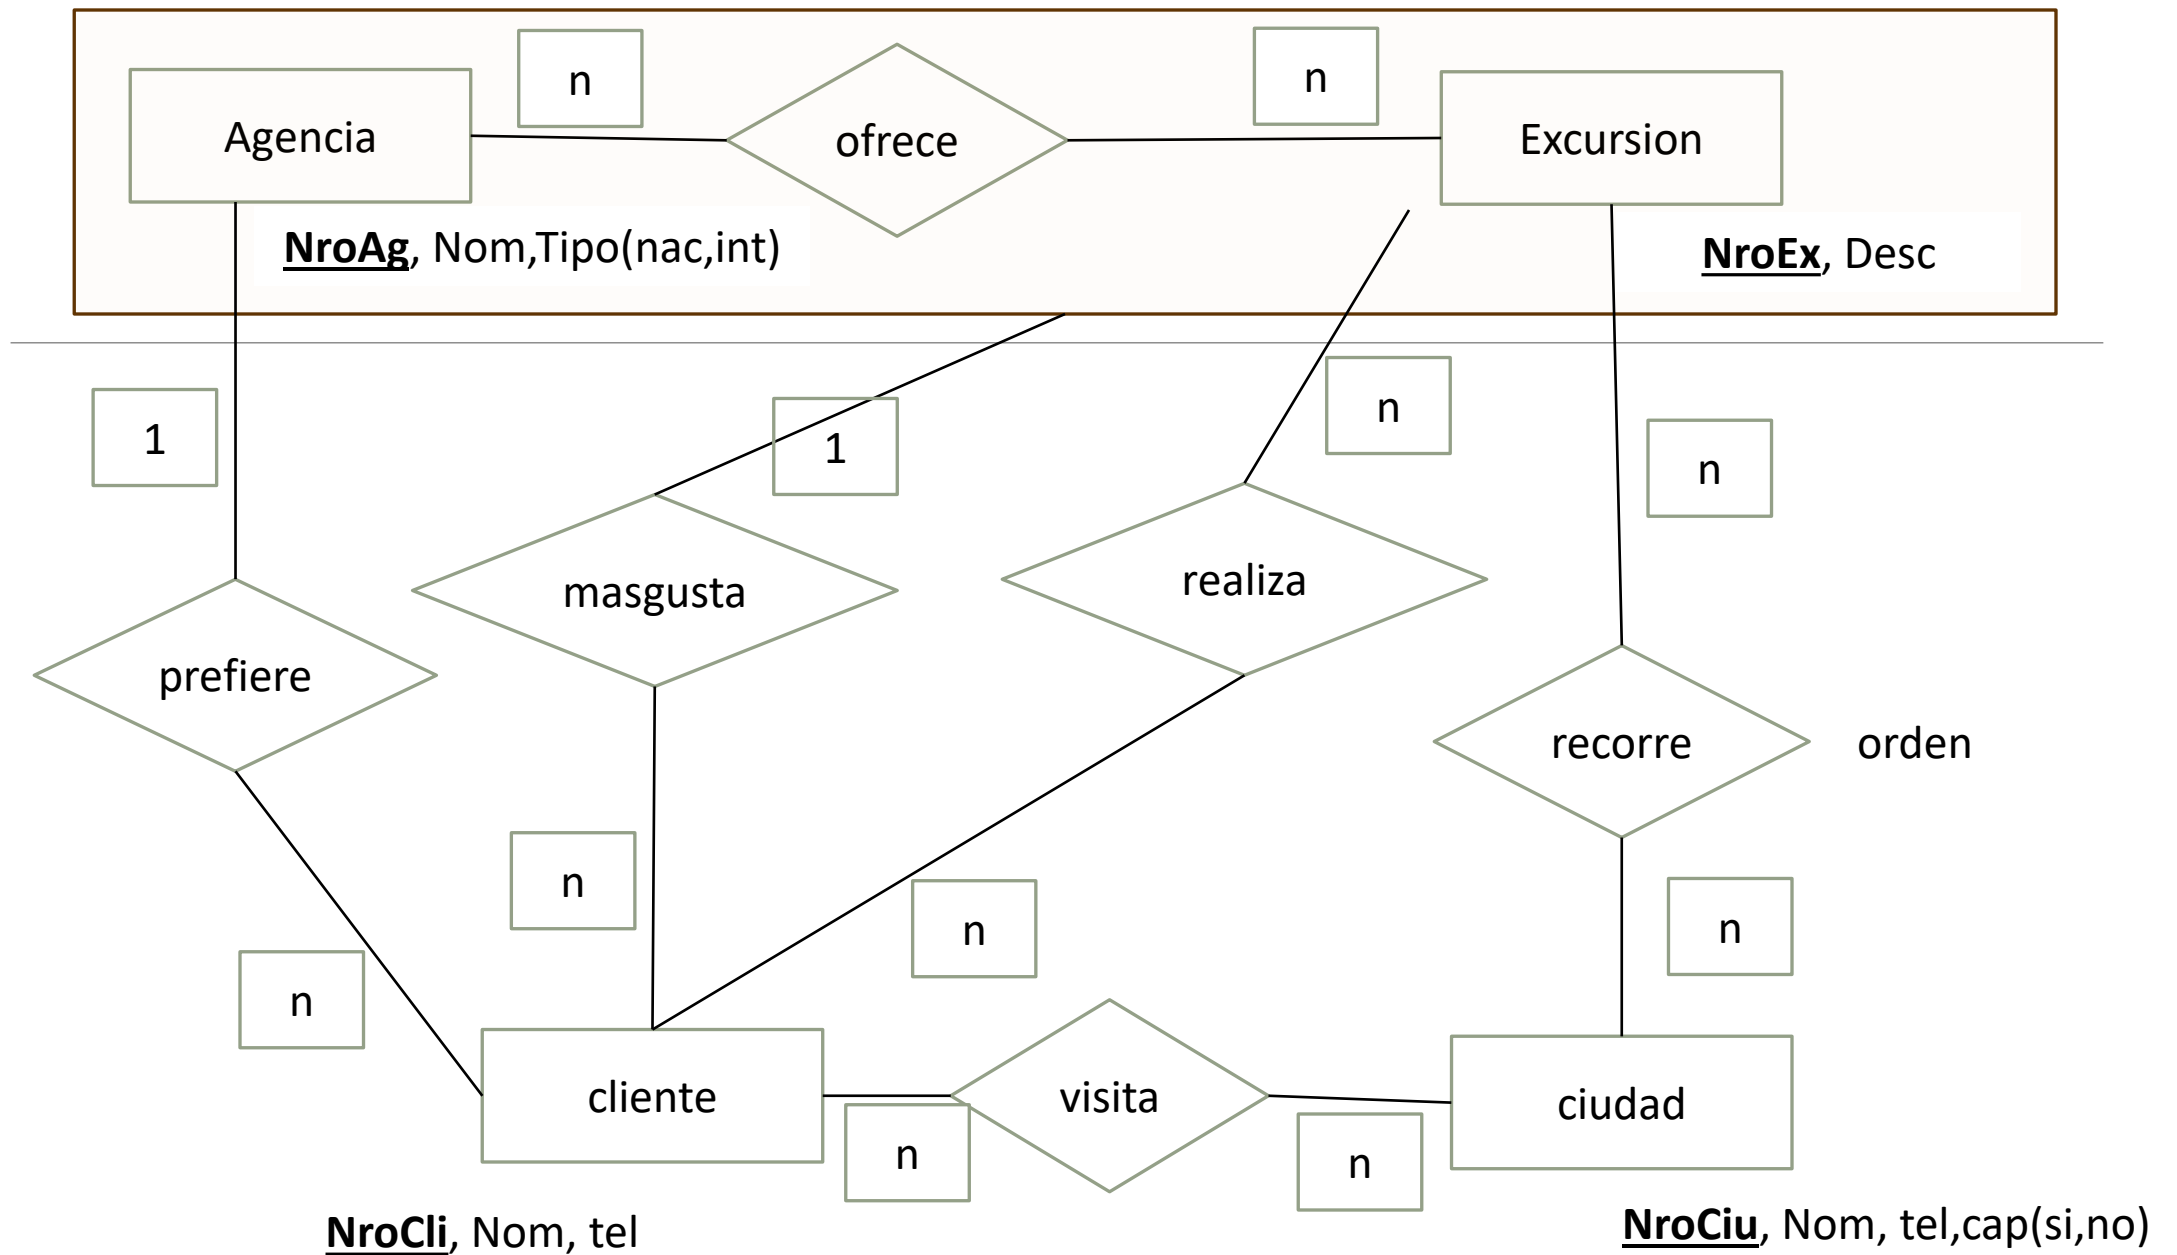 n
n
Agencia
ofrece
Excursion
NroAg, Nom,Tipo(nac,int)
NroEx, Desc
1
1
n
n
masgusta
realiza
prefiere
recorre
orden
n
n
n
n
cliente
visita
ciudad
n
n
NroCli, Nom, tel
NroCiu, Nom, tel,cap(si,no)